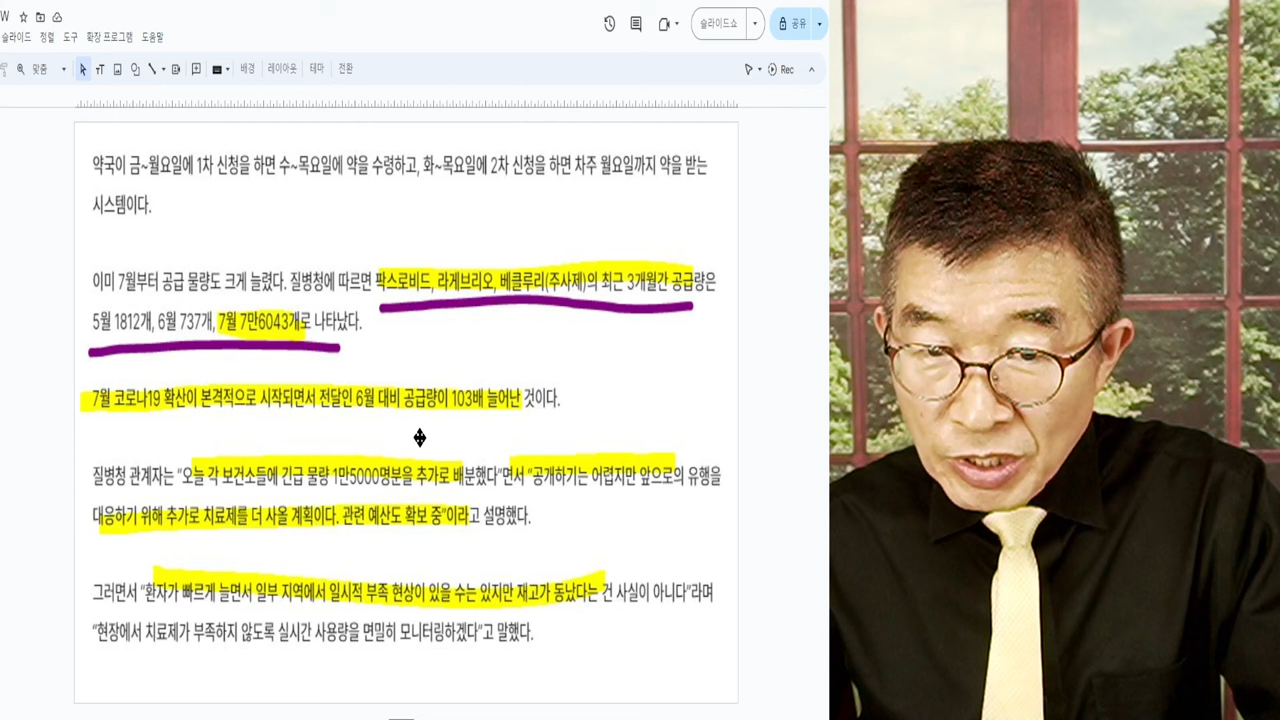 W
슬라이드 정렬 도구 확장 프로그램 도움말
슬라이드쇼
공유
맞춤
배경 레이아웃 테마 전환
Rec
약국이 금~월요일에 1차 신청을 하면 수~목요일에 약을 수령하고, 화~목요일에 2차 신청을 하면 차주 월요일까지 약을 받는
시스템이다.
이미 7월부터 공급 물량도 크게 늘렸다. 질병청에 따르면 팍스로비드, 라게브리오, 베클루리(주사제)의 최근 3개월간 공급량은
5월 1812개, 6월 737개, 7월 7만6043개로 나타났다.
7월 코로나19 확산이 본격적으로 시작되면서 전달인 6월 대비 공급량이 103배 늘어난 것이다.
질병청 관계자는 “오늘 각 보건소들에 긴급 물량 1만5000명분을 추가로 배분했다”면서 “공개하기는 어렵지만 앞으로의 유행을
대응하기 위해 추가로 치료제를 더 사올 계획이다. 관련 예산도 확보 중”이라고 설명했다.
그러면서 “환자가 빠르게 늘면서 일부 지역에서 일시적 부족 현상이 있을 수는 있지만 재고가 동났다는 건 사실이 아니다”라며
“현장에서 치료제가 부족하지 않도록 실시간 사용량을 면밀히 모니터링하겠다“고 말했다.